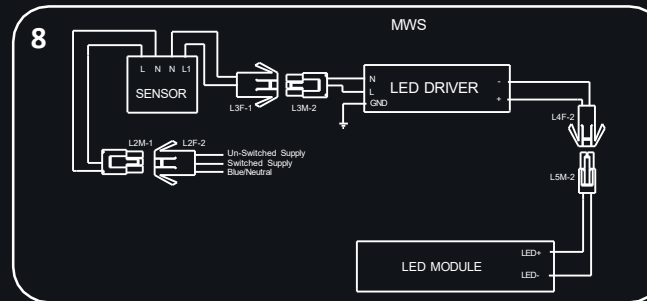 8
MWS
L N N L1
SENSOR
L3F-1
L3M-2
N
L
GND
LED DRIVER
-
+
L4F-2
L2M-1
L2F-2
Un-Switched Supply
Switched Supply
Blue/Neutral
L5M-2
LED MODULE
LED+
LED-